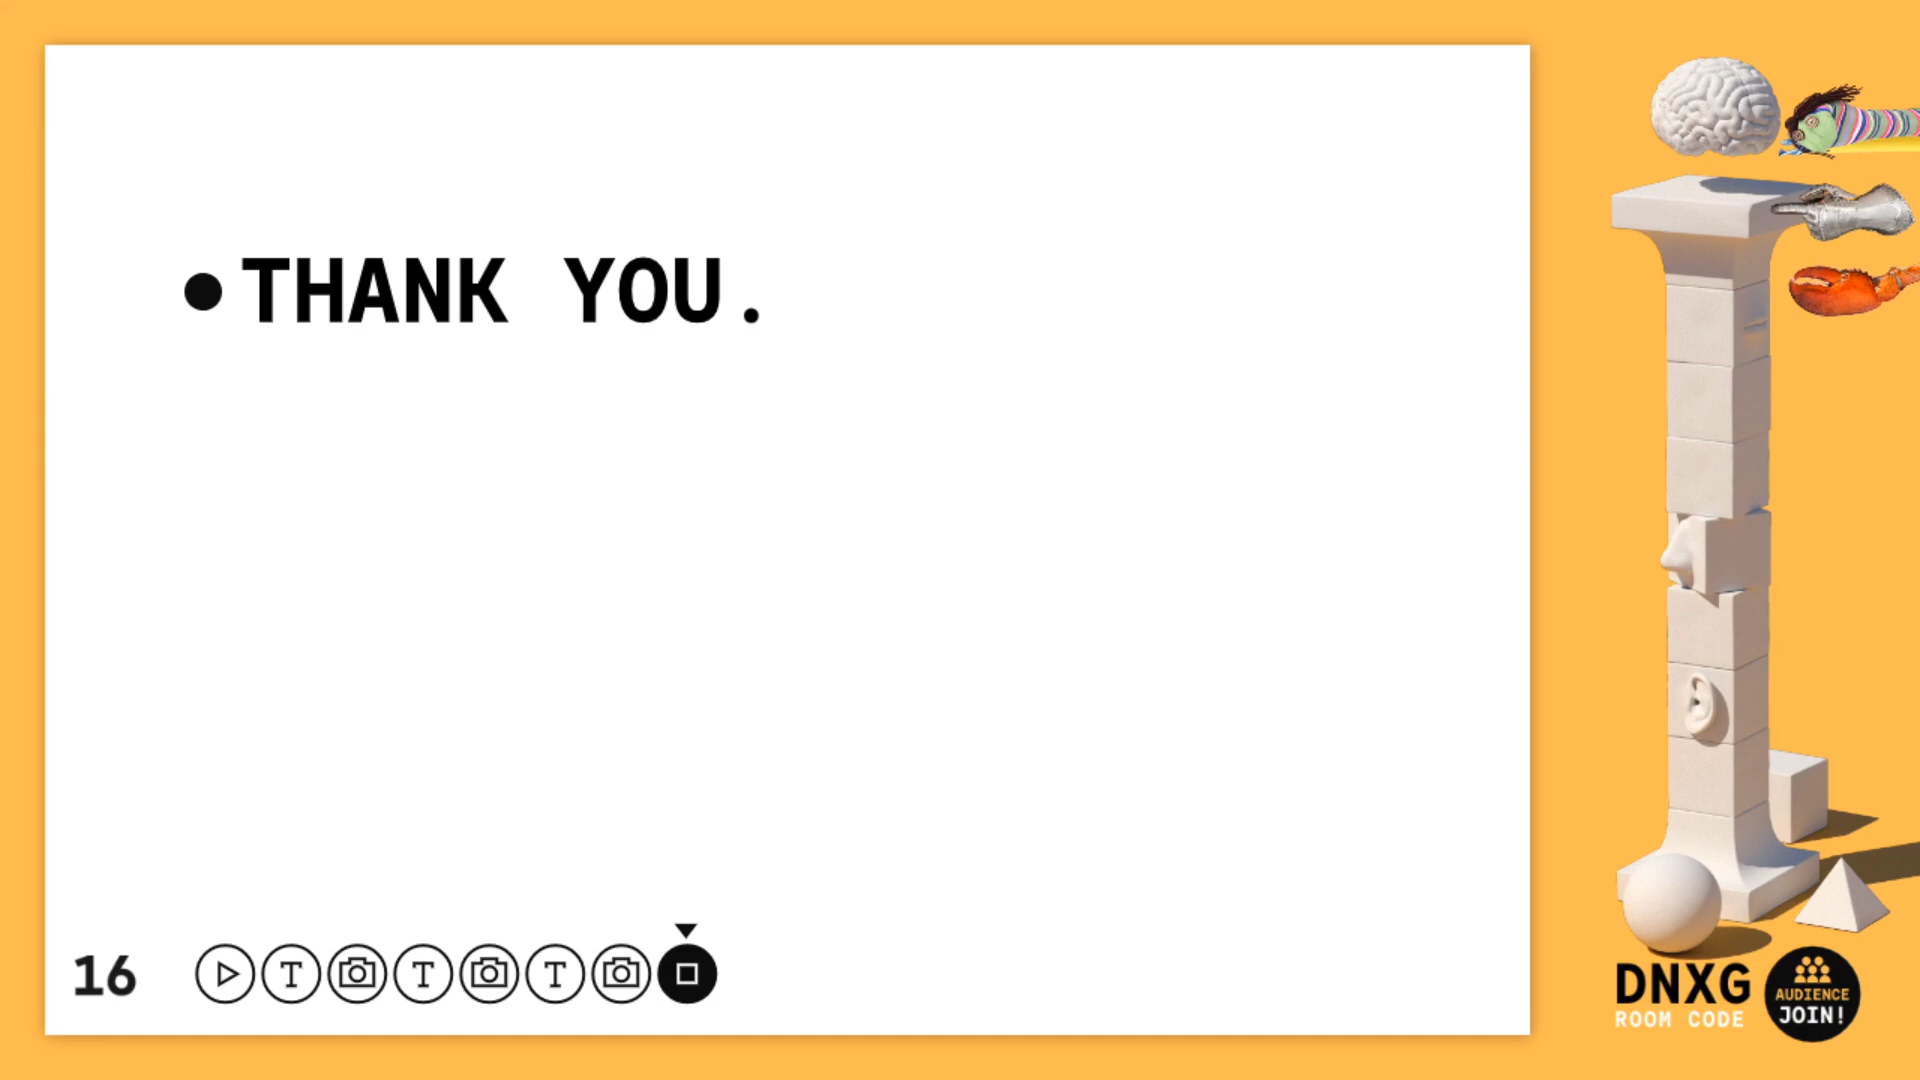 THANK YOU.
16
T
T
T
DNXG
ROOM CODE
AUDIENCE
JOIN!